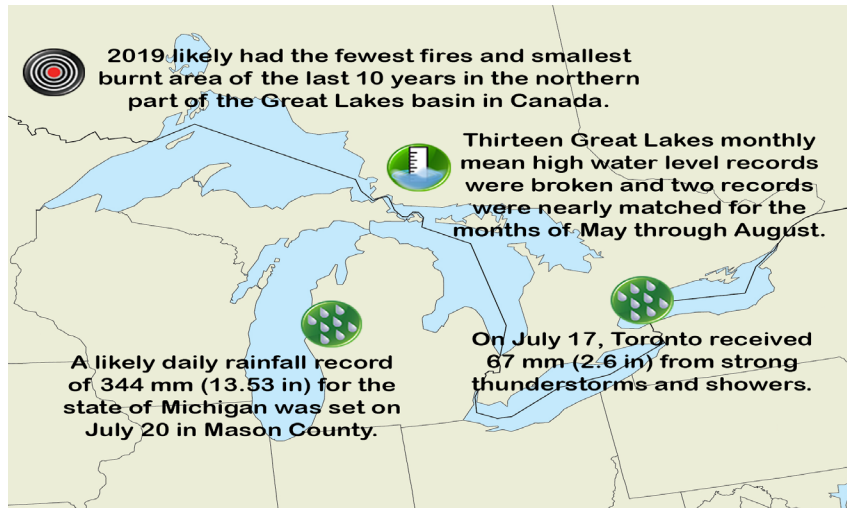 2019 likely had the fewest fires and smallest
burnt area of the last 10 years in the northern
part of the Great Lakes basin in Canada.
Thirteen Great Lakes monthly
mean high water level records
were broken and two records
were nearly matched for the
months of May through August.
On July 17, Toronto received
67 mm (2.6 in) from strong
thunderstorms and showers.
A likely daily rainfall record
of 344 mm (13.53 in) for the
state of Michigan was set on
July 20 in Mason County.